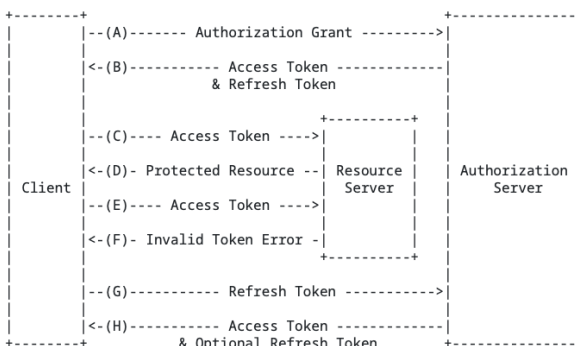 --(A)------- Authorization Grant --------->
<-(B)----------- Access Token -------------
& Refresh Token
--(C)---- Access Token ---->
<-(D)- Protected Resource --| Resource | Authorization
Client Server Server
--(E)---- Access Token ---->
<-(F)- Invalid Token Error -
--(G)----------- Refresh Token ----------->
<-(H)----------- Access Token -------------
& Optional Refresh Token